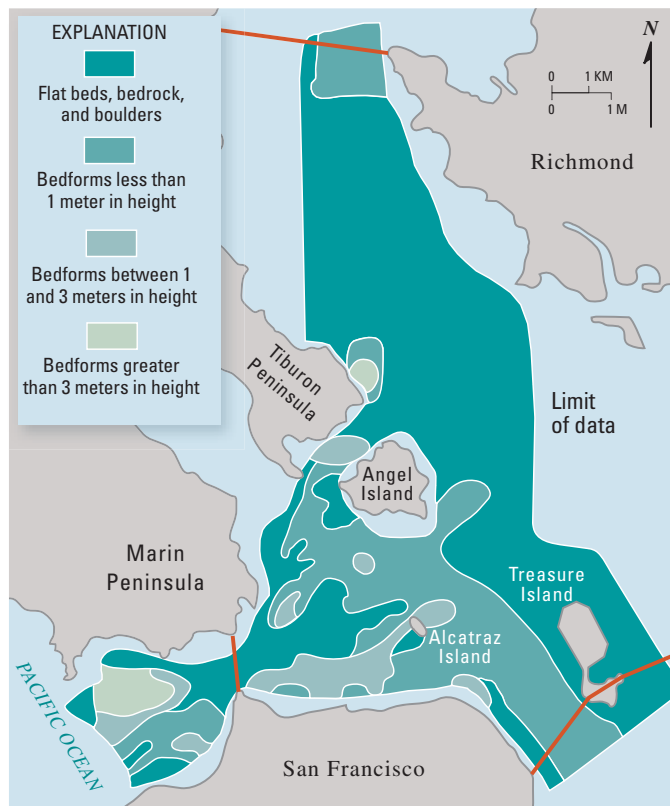 EXPLANATION
Flat beds, bedrock,
and boulders
Bedforms less than
1 meter in height
Bedforms between 1
and 3 meters in height
Bedforms greater
than 3 meters in height
N
0 1 KM
0 1 M
Richmond
Tiburon
Peninsula
Limit
of data
Angel
Island
Marin
Peninsula
Treasure
Island
Alcatraz
Island
PACIFIC OCEAN
San Francisco